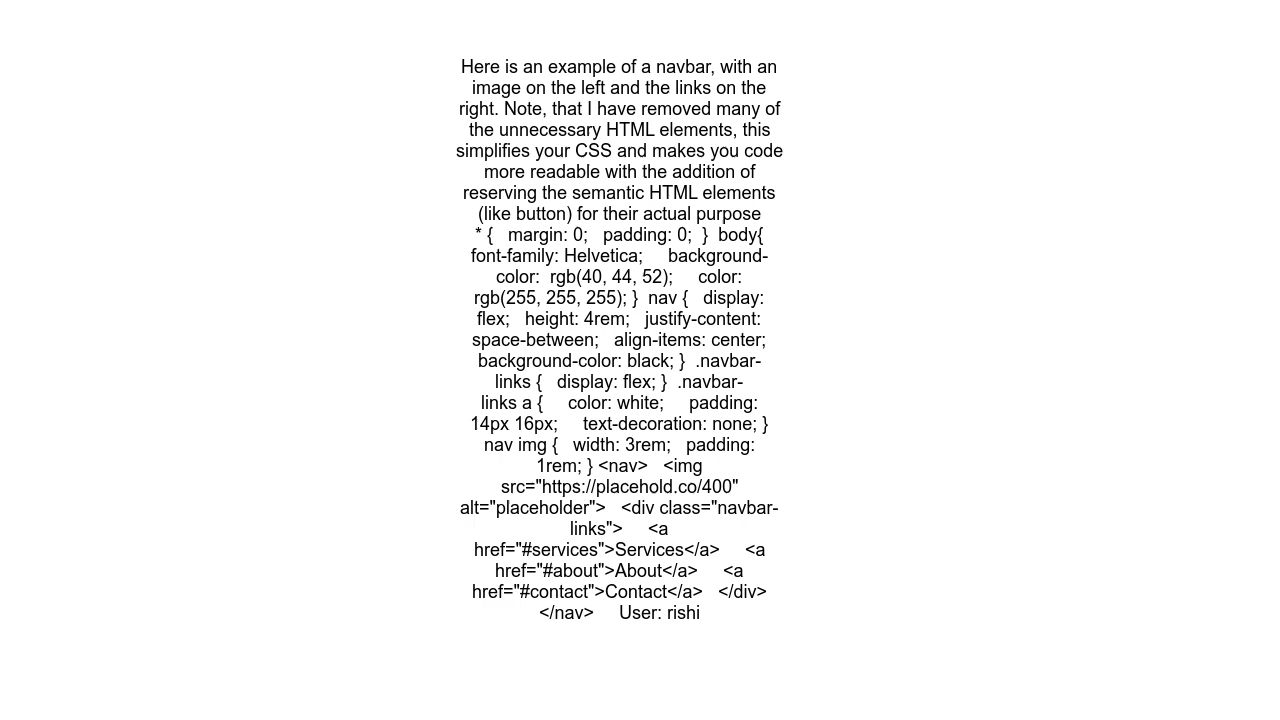 Here is an example of a navbar, with an
image on the left and the links on the
right. Note, that I have removed many of
the unnecessary HTML elements, this
simplifies your CSS and makes you code
more readable with the addition of
reserving the semantic HTML elements
(like button) for their actual purpose
* {   margin: 0;   padding: 0;  }  body{
font-family: Helvetica;     background-
color:  rgb(40, 44, 52);     color:
rgb(255, 255, 255); }  nav {   display:
flex;   height: 4rem;   justify-content:
space-between;   align-items: center;
background-color: black; }  .navbar-
links {   display: flex; }  .navbar-
links a {     color: white;     padding:
14px 16px;     text-decoration: none; }
nav img {   width: 3rem;   padding:
1rem; } <nav>   <img
src="https://placehold.co/400"
alt="placeholder">   <div class="navbar-
links">     <a
href="#services">Services</a>     <a
href="#about">About</a>     <a
href="#contact">Contact</a>   </div>
</nav>     User: rishi